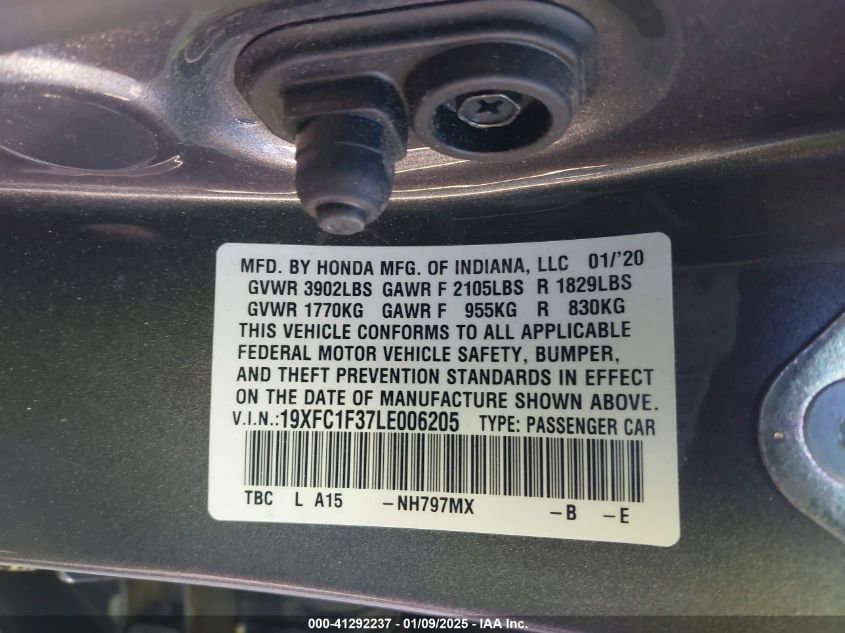 MFD. BY HONDA MFG. OF INDIANA, LLC 01/'20
GVWR 3902LBS GAWR F 2105LBS R 1829LBS
GVWR 1770KG GAWR F 955KG R 830KG
THIS VEHICLE CONFORMS TO ALL APPLICABLE
FEDERAL MOTOR VEHICLE SAFETY, BUMPER,
AND THEFT PREVENTION STANDARDS IN EFFECT
ON THE DATE OF MANUFACTURE SHOWN ABOVE.
V.I.N.:19XFC1F37LE006205 TYPE: PASSENGER CAR
TBC L A15 -NH797MX -B -E
000-41292237 - 01/09/2025 - IAA Inc.